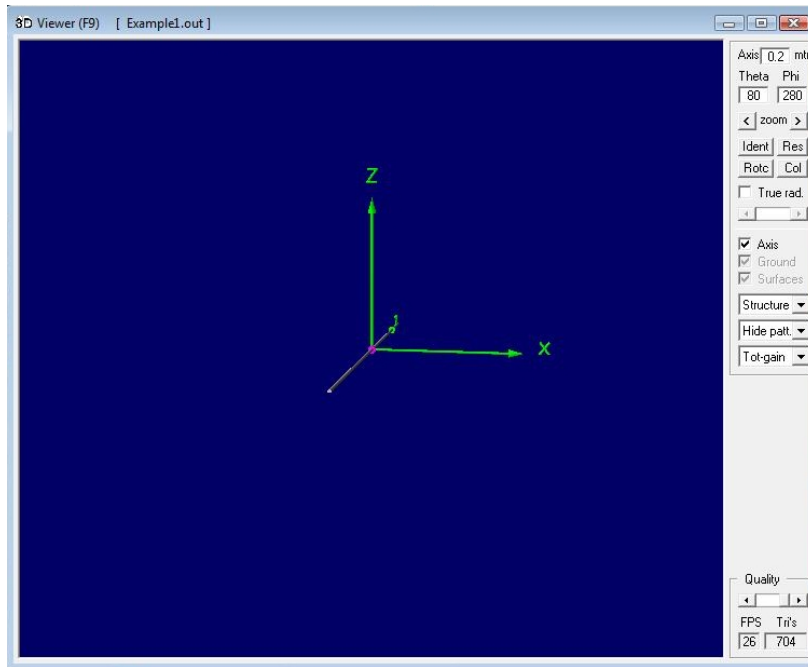 3D Viewer (F9) [ Example1.out ]
Axis 0.2 mtr
Theta Phi
80 280
< zoom >
Ident Res
Rotc Col
True rad.
Axis
Ground
Surfaces
Structure
Hide patt.
Tot-gain
Z
X
Quality
FPS Tri's
26 704